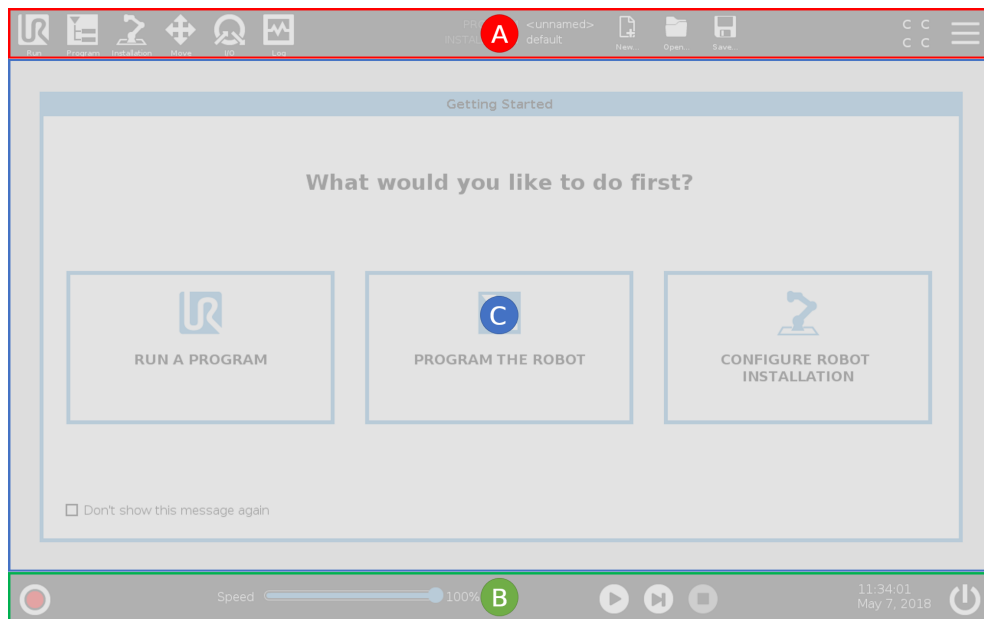 <unnamed>
default
Run
Program
Installation
Move
I/O
Log
New...
Open...
Save...
C C
C C
A
Getting Started
What would you like to do first?
RUN A PROGRAM
C
PROGRAM THE ROBOT
CONFIGURE ROBOT
INSTALLATION
Don't show this message again
Speed
100%
B
11:34:01
May 7, 2018